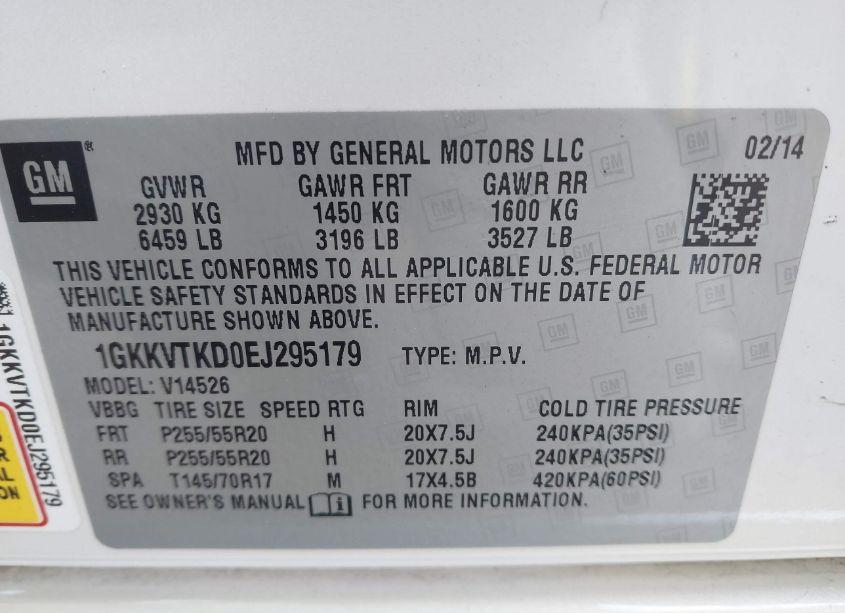 GM
®
MFD BY GENERAL MOTORS LLC 02/14
GVWR GAWR FRT GAWR RR
2930 KG 1450 KG 1600 KG
6459 LB 3196 LB 3527 LB
THIS VEHICLE CONFORMS TO ALL APPLICABLE U.S. FEDERAL MOTOR
VEHICLE SAFETY STANDARDS IN EFFECT ON THE DATE OF
MANUFACTURE SHOWN ABOVE.
1GKKVTKD0EJ295179 TYPE: M.P.V.
MODEL: V14526
VBBG TIRE SIZE SPEED RTG RIM COLD TIRE PRESSURE
FRT P255/55R20 H 20X7.5J 240KPA(35PSI)
RR P255/55R20 H 20X7.5J 240KPA(35PSI)
SPA T145/70R17 M 17X4.5B 420KPA(60PSI)
SEE OWNER'S MANUAL FOR MORE INFORMATION.
1GKKVTKD0EJ295179